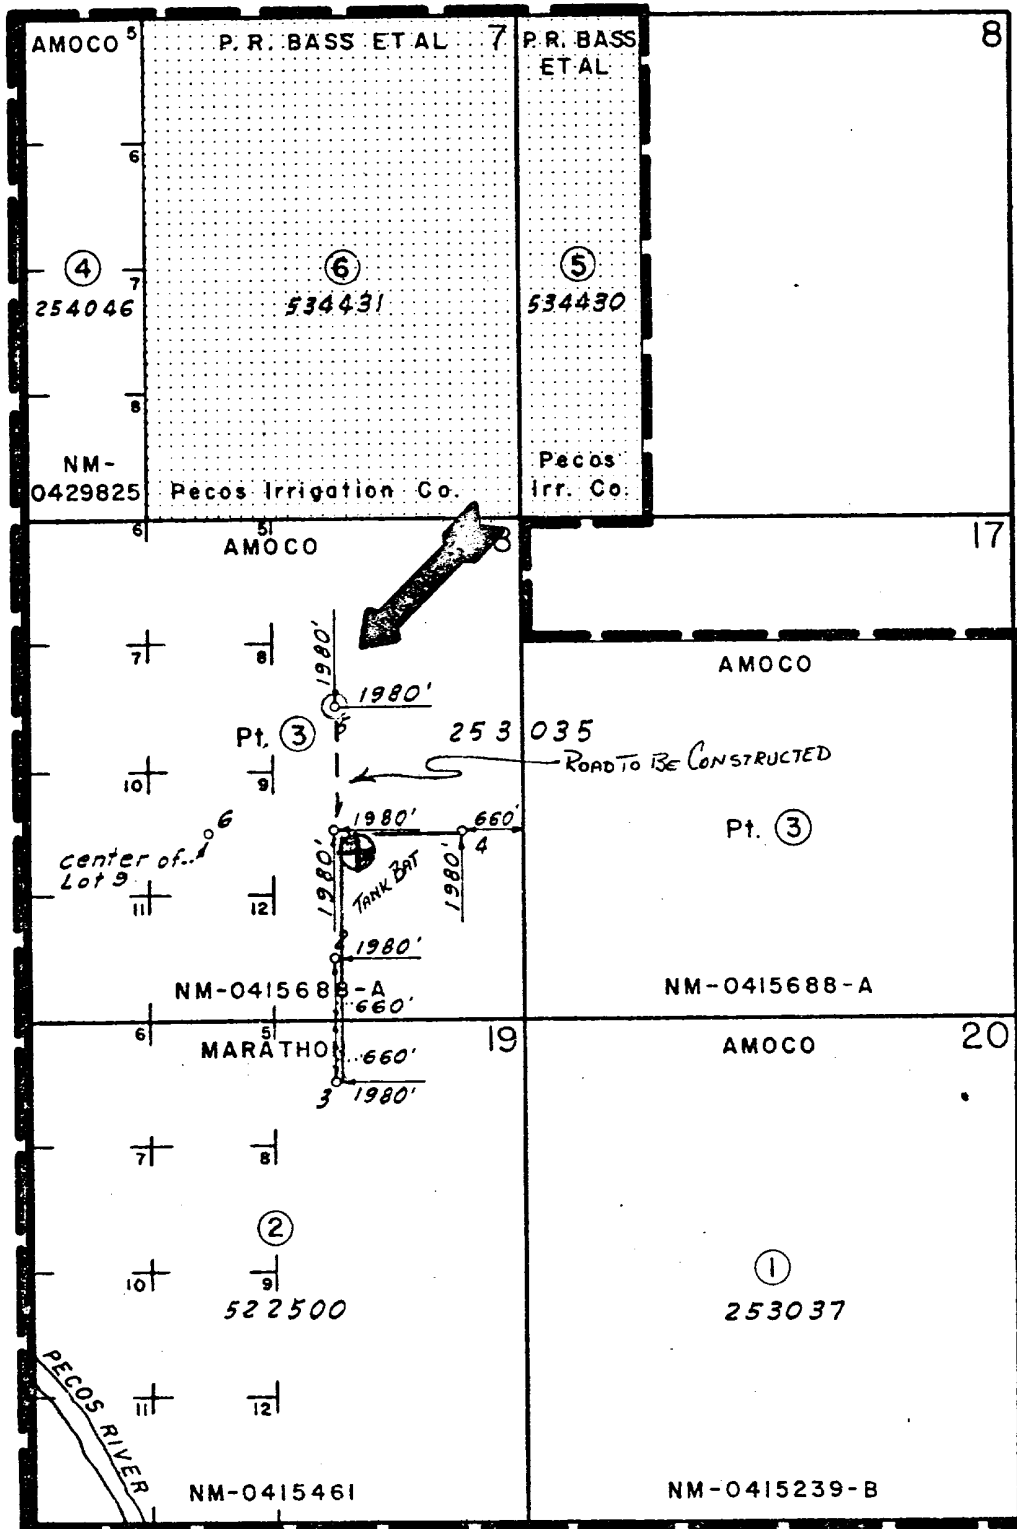 AMOCO 5
P. R. BASS ET AL 7
P. R. BASS
ET AL
8
6
4
254046
7
6
534431
5
534430
8
NM-
0429825
Pecos Irrigation Co.
Pecos
Irr. Co.
6 5
AMOCO
8
17
7 8
1980'
AMOCO
1980'
5
Pt. 3
253035
ROAD TO BE CONSTRUCTED
10 9
6
1980'
660'
4
Pt. 3
center of
Lot 9
1980'
TANK BAT
1980'
11 12
2
1980'
NM-0415688-A
NM-0415688-A
660'
6 5
MARATHO
19
AMOCO
20
660'
3
1980'
7 8
2
10 9
522500
1
253037
PECOS RIVER
11 12
NM-0415461
NM-0415239-B